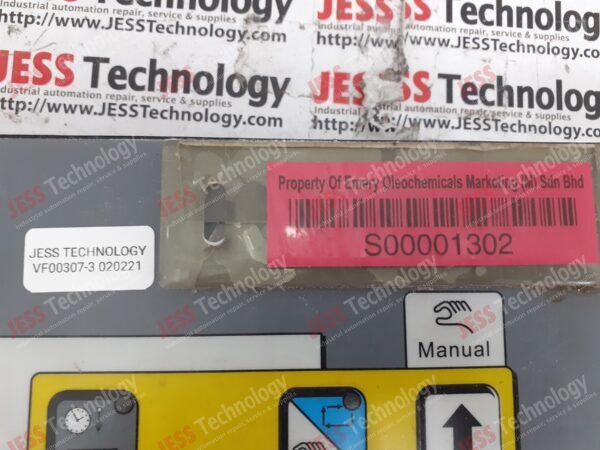 JESS Technology
Industrial automation repair, service & supplies
http://www.JESSTechnology.com
JESS Technology
Industrial automation repair, service & supplies
http://www.JESSTechnology.com
JESS Technology
Industrial automation repair, service & supplies
http://www.JESSTechnology.com
JESS Technology
Industrial automation repair, service & supplies
http://www.JESSTechnology.com
Property Of Emery Oleochemicals Marketing (M) Sdn Bhd
S00001302
JESS TECHNOLOGY
VF00307-3 020221
Manual